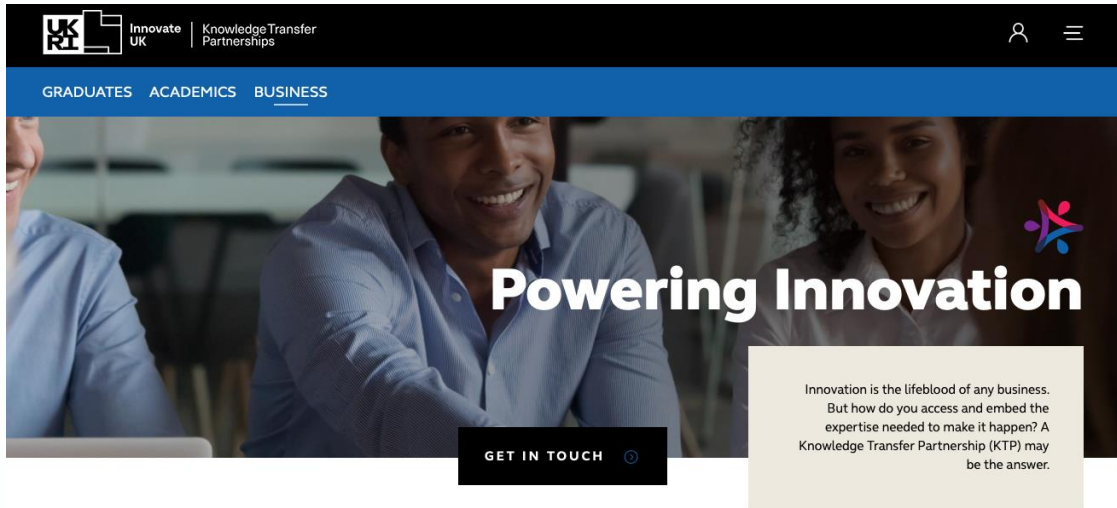 UK
RI
Innovate
UK
Knowledge Transfer
Partnerships
GRADUATES ACADEMICS BUSINESS
Powering Innovation
Innovation is the lifeblood of any business.
But how do you access and embed the
expertise needed to make it happen? A
Knowledge Transfer Partnership (KTP) may
be the answer.
GET IN TOUCH